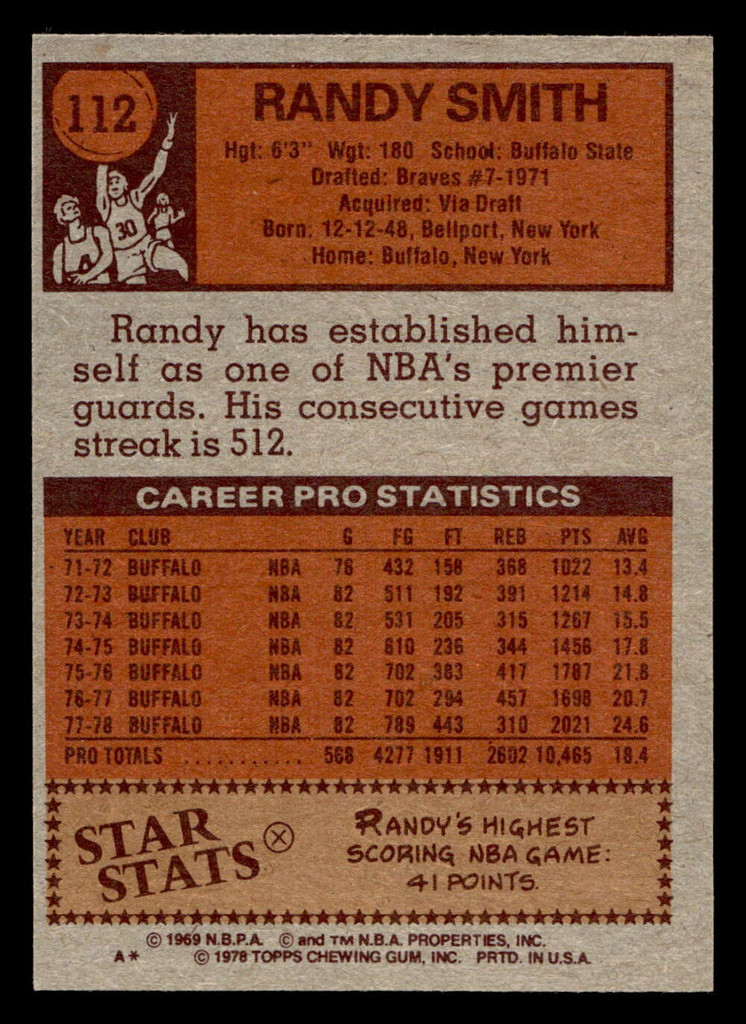 112
30
RANDY SMITH
Hgt: 6'3" Wgt: 180 School: Buffalo State
Drafted: Braves #7-1971
Acquired: Via Draft
Born: 12-12-48, Bellport, New York
Home: Buffalo, New York
Randy has established him-
self as one of NBA's premier
guards. His consecutive games
streak is 512.
CAREER PRO STATISTICS
YEAR CLUB G FG FT REB PTS AVG
71-72 BUFFALO NBA 76 432 158 368 1022 13.4
72-73 BUFFALO NBA 82 511 192 391 1214 14.8
73-74 BUFFALO NBA 82 531 205 315 1267 15.5
74-75 BUFFALO NBA 82 610 236 344 1456 17.8
75-76 BUFFALO NBA 82 702 383 417 1787 21.8
76-77 BUFFALO NBA 82 702 294 457 1698 20.7
77-78 BUFFALO NBA 82 789 443 310 2021 24.6
PRO TOTALS ........... 568 4277 1911 2602 10,465 18.4
STAR
STATS
RANDY'S HIGHEST
SCORING NBA GAME:
41 POINTS.
© 1969 N.B.P.A. © and TM N.B.A. PROPERTIES, INC.
A* © 1978 TOPPS CHEWING GUM, INC. PRTD. IN U.S.A.